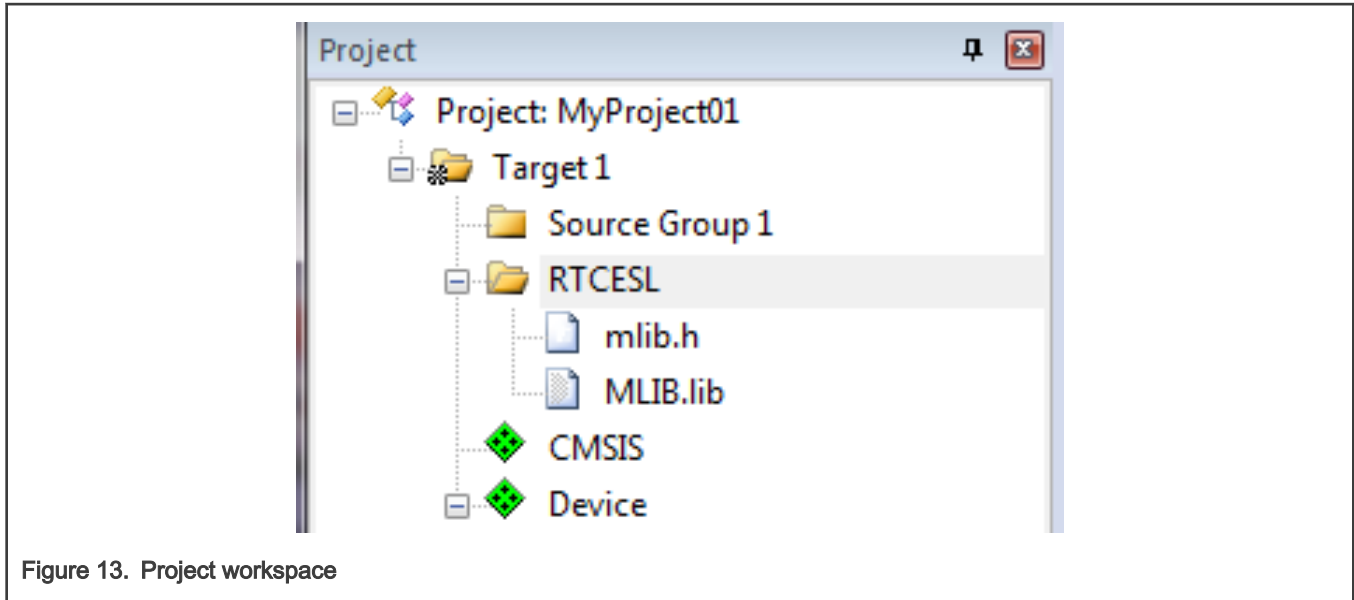 Project
Project: MyProject01
Target 1
Source Group 1
RTCESL
mlib.h
MLIB.lib
CMSIS
Device
Figure 13. Project workspace